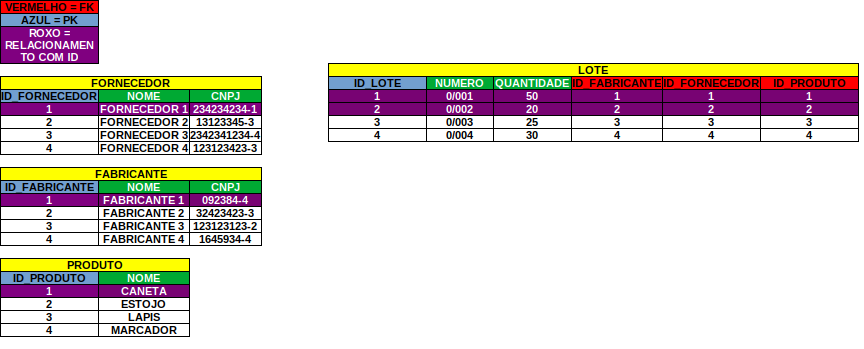 VERMELHO = FK
AZUL = PK
ROXO =
RELACIONAMEN
TO COM ID
FORNECEDOR
ID_FORNECEDOR NOME CNPJ
1 FORNECEDOR 1 234234234-1
2 FORNECEDOR 2 13123345-3
3 FORNECEDOR 3 2342341234-4
4 FORNECEDOR 4 123123423-3
FABRICANTE
ID_FABRICANTE NOME CNPJ
1 FABRICANTE 1 092384-4
2 FABRICANTE 2 32423423-3
3 FABRICANTE 3 123123123-2
4 FABRICANTE 4 1645934-4
PRODUTO
ID_PRODUTO NOME
1 CANETA
2 ESTOJO
3 LAPIS
4 MARCADOR
LOTE
ID_LOTE NUMERO QUANTIDADE ID_FABRICANTE ID_FORNECEDOR ID_PRODUTO
1 0/001 50 1 1 1
2 0/002 20 2 2 2
3 0/003 25 3 3 3
4 0/004 30 4 4 4